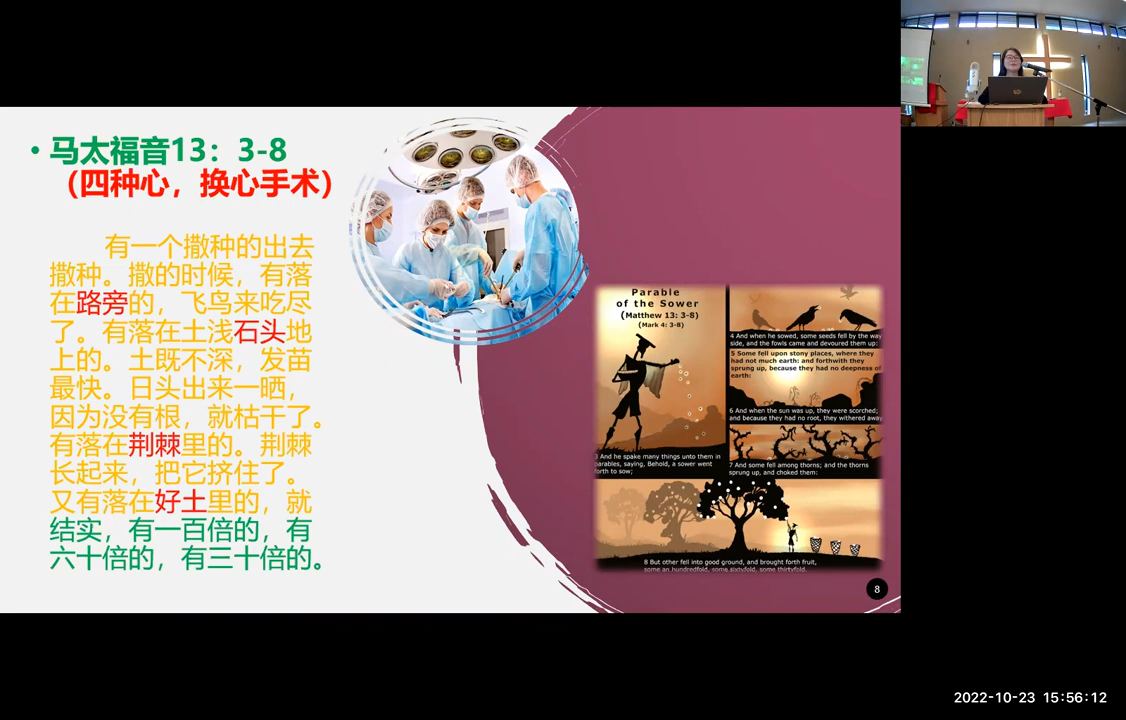 • 马太福音13：3-8
（四种心，换心手术）
有一个撒种的出去
撒种。撒的时候，有落
在路旁的，飞鸟来吃尽
了。有落在土浅石头地
上的。土既不深，发苗
最快。日头出来一晒，
因为没有根，就枯干了。
有落在荆棘里的。荆棘
长起来，把它挤住了。
又有落在好土里的，就
结实，有一百倍的，有
六十倍的，有三十倍的。
Parable
of the Sower
(Matthew 13: 3-8)
(Mark 4: 3-8)
3 And he spake many things unto them in
parables, saying, Behold, a sower went
forth to sow;
4 And when he sowed, some seeds fell by the way
side, and the fowls came and devoured them up:
5 Some fell upon stony places, where they
had not much earth: and forthwith they
sprung up, because they had no deepness of
earth:
6 And when the sun was up, they were scorched;
and because they had no root, they withered away
7 And some fell among thorns; and the thorns
sprung up, and choked them:
8 But other fell into good ground, and brought forth fruit,
some an hundredfold, some sixtyfold, some thirtyfold.
8
2022-10-23 15:56:12